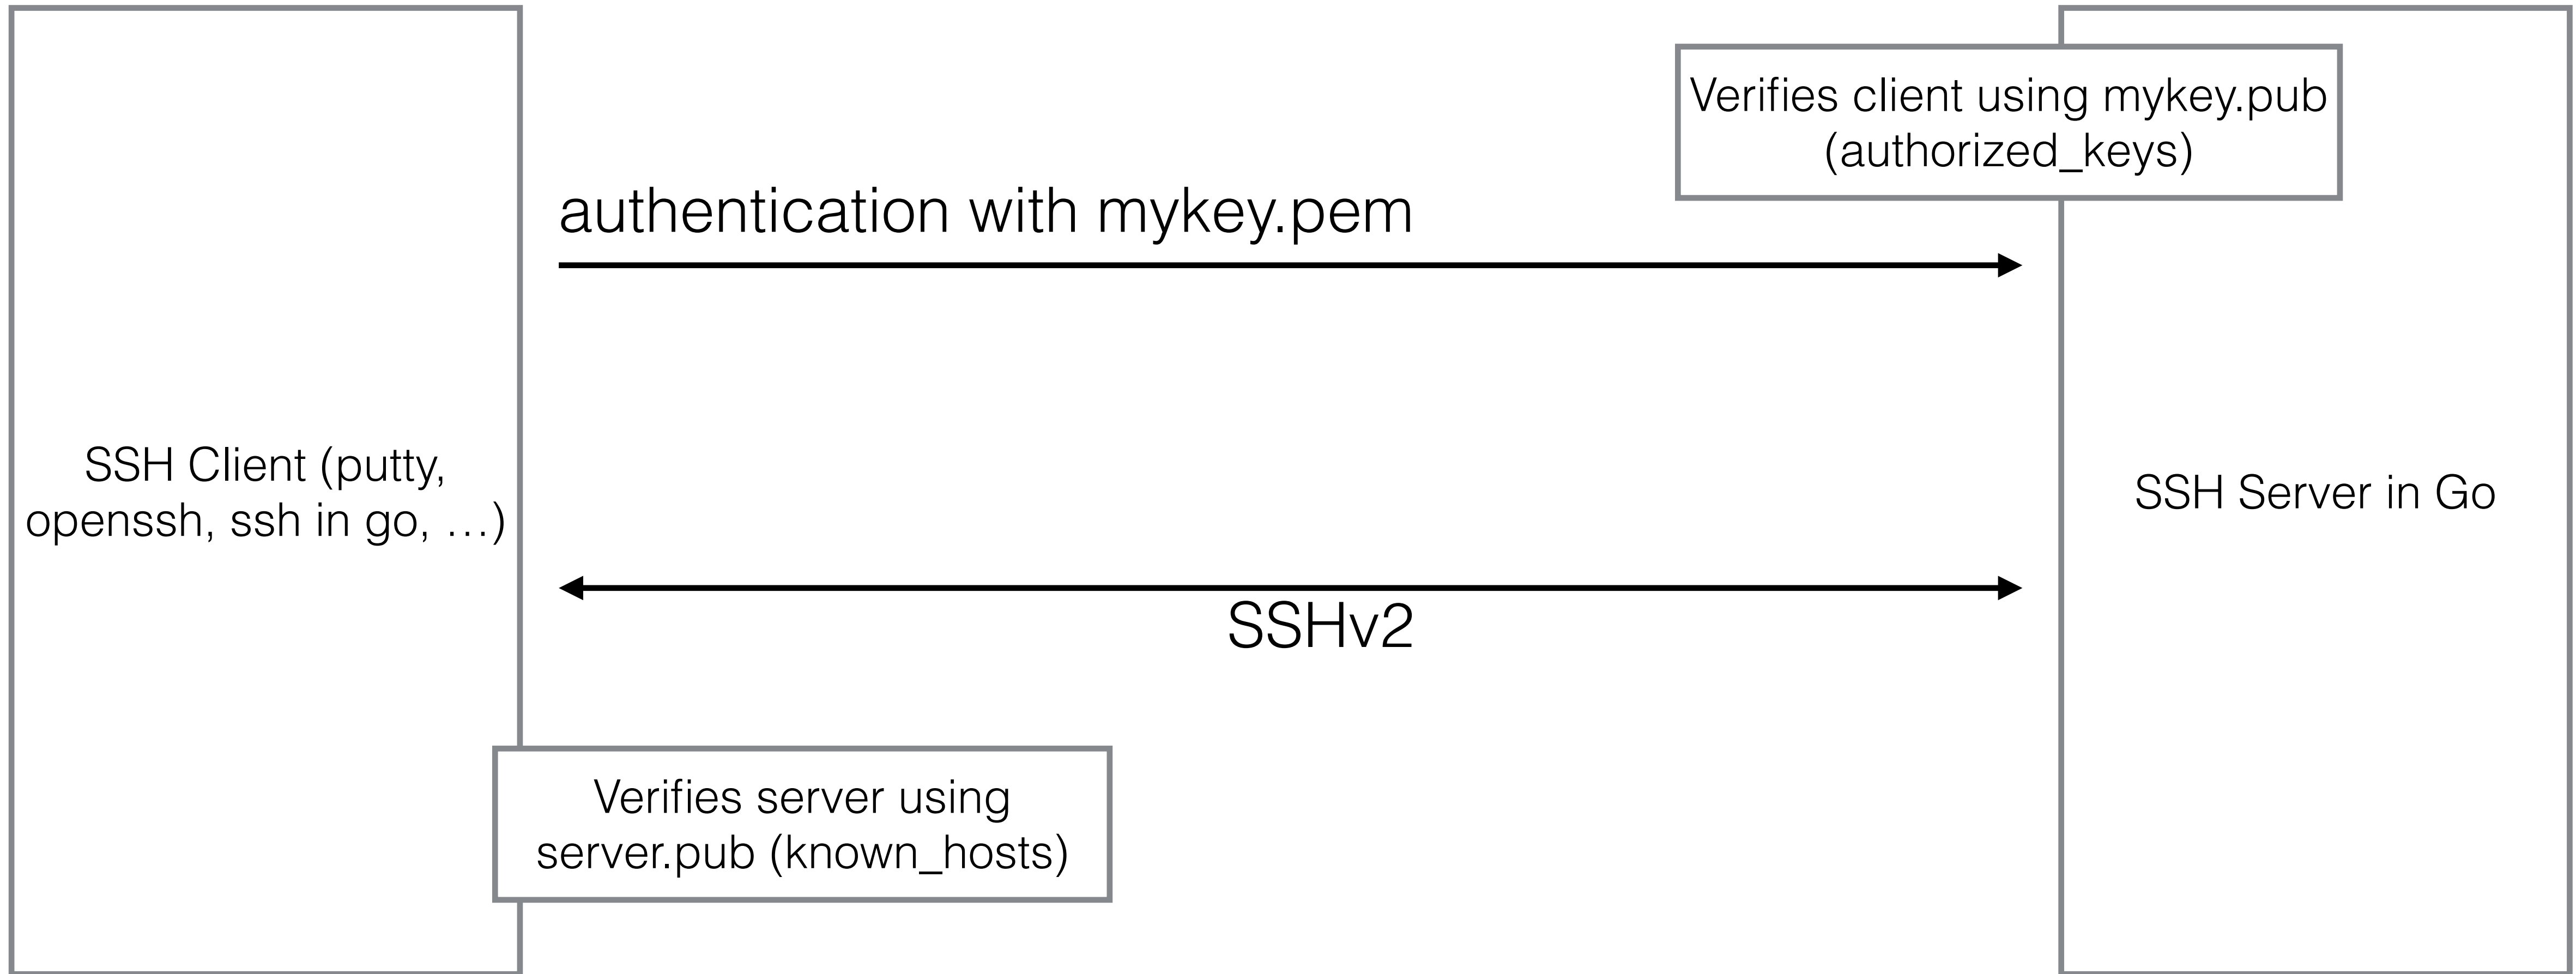 Verifies client using mykey.pub
(authorized_keys)
authentication with mykey.pem
SSH Client (putty,
openssh, ssh in go, …)
SSH Server in Go
SSHv2
Verifies server using
server.pub (known_hosts)